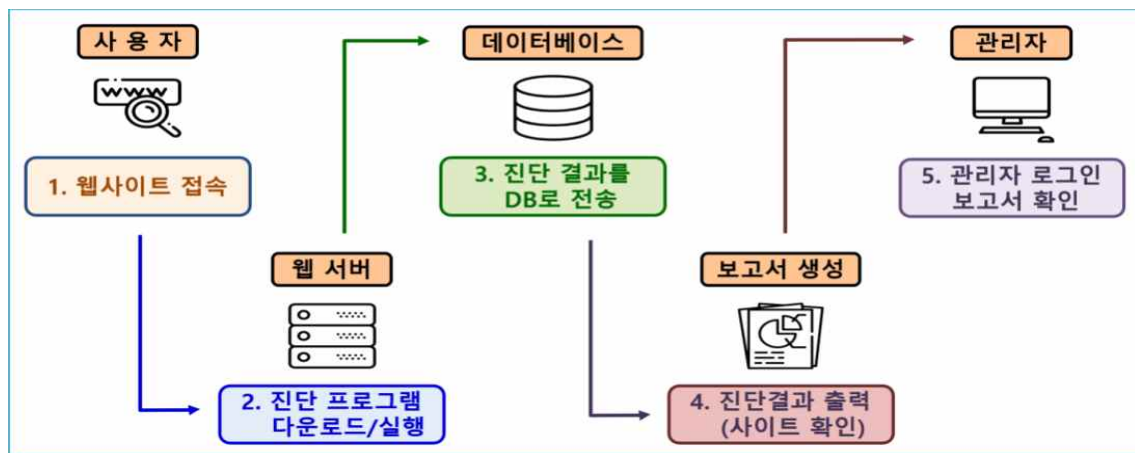 사 용 자
www
1. 웹사이트 접속
웹 서버
2. 진단 프로그램
다운로드/실행
데이터베이스
3. 진단 결과를
DB로 전송
보고서 생성
4. 진단결과 출력
(사이트 확인)
관리자
5. 관리자 로그인
보고서 확인